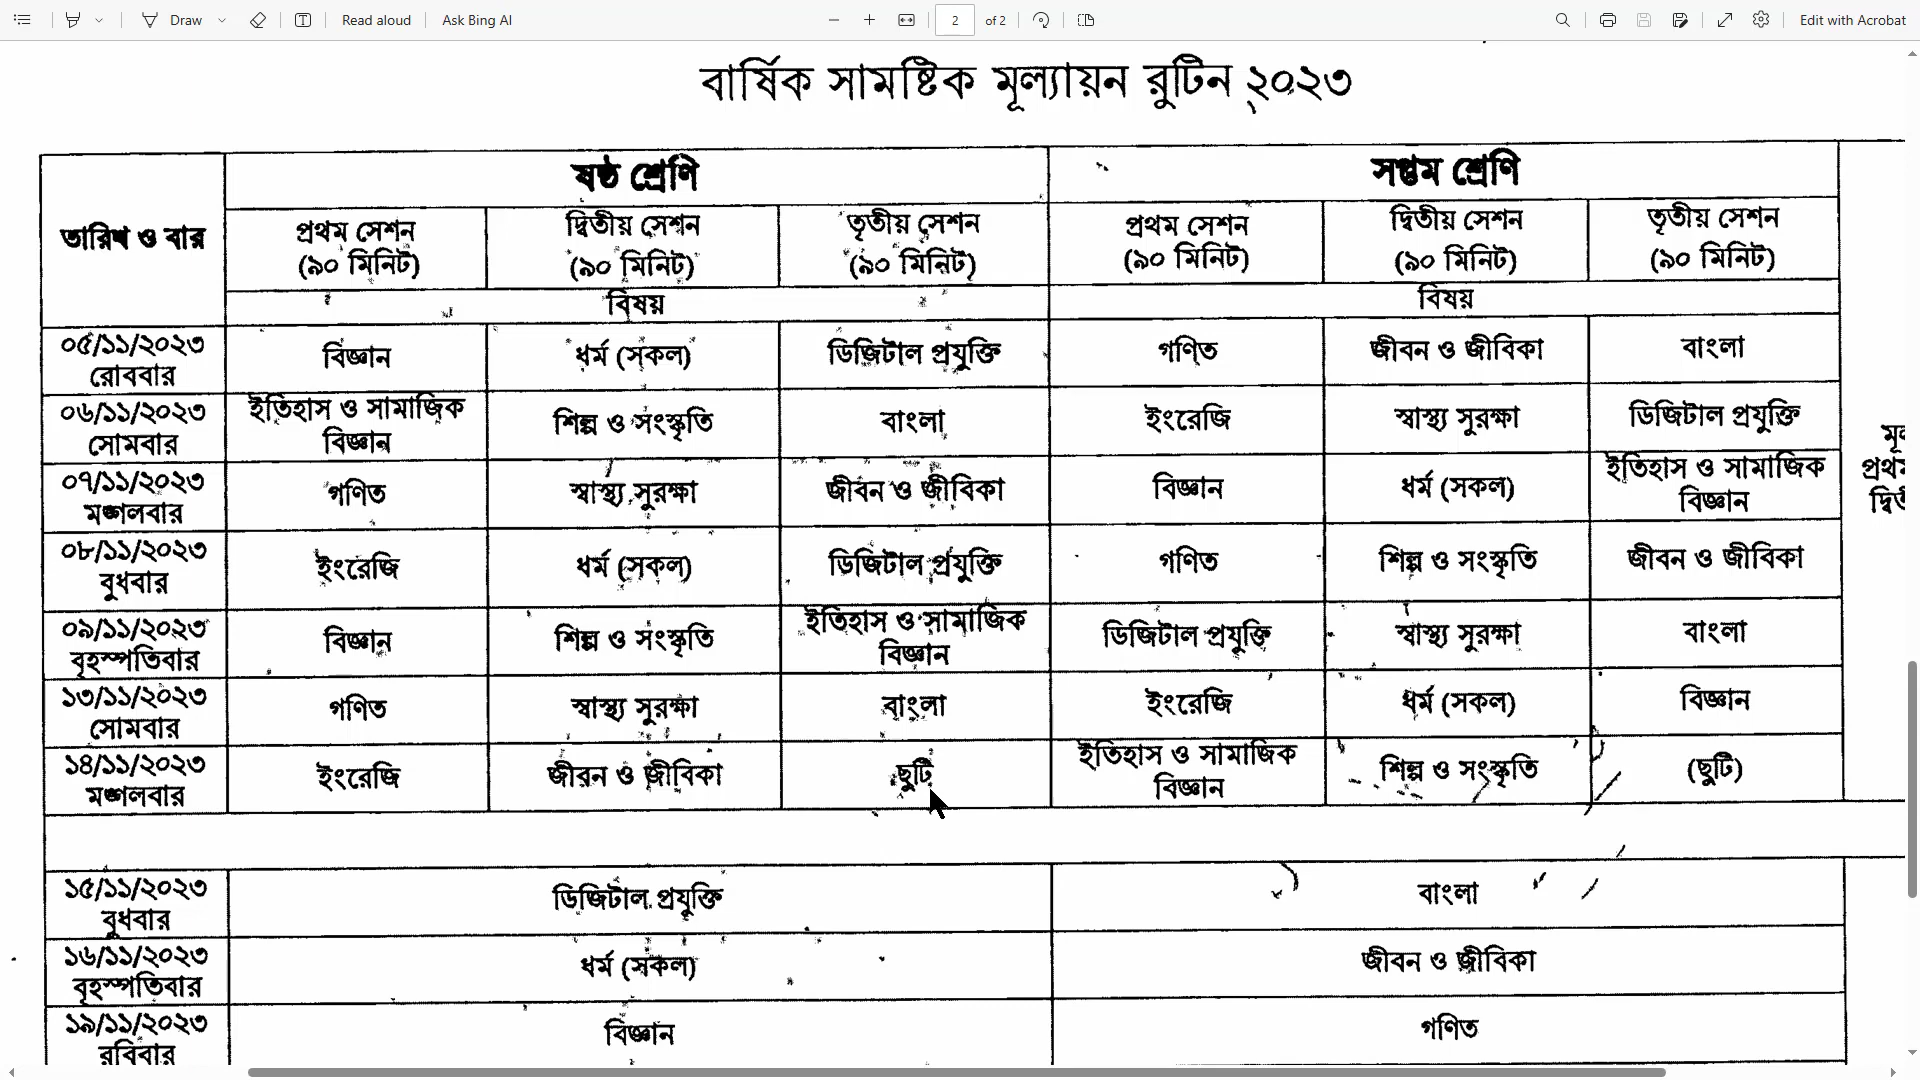 Draw
Read aloud
Ask Bing AI
2
of 2
Edit with Acrobat
বার্ষিক সামষ্টিক মূল্যায়ন রুটিন ২০২৩
তারিখ ও বার
ষষ্ঠ শ্রেণি
সপ্তম শ্রেণি
প্রথম সেশন
(৯০ মিনিট)
দ্বিতীয় সেশন
(৯০ মিনিট)
তৃতীয় সেশন
(৯০ মিনিট)
প্রথম সেশন
(৯০ মিনিট)
দ্বিতীয় সেশন
(৯০ মিনিট)
তৃতীয় সেশন
(৯০ মিনিট)
বিষয়
বিষয়
০৫/১১/২০২৩
রোববার
বিজ্ঞান
ধর্ম (সকল)
ডিজিটাল প্রযুক্তি
গণিত
জীবন ও জীবিকা
বাংলা
০৬/১১/২০২৩
সোমবার
ইতিহাস ও সামাজিক
বিজ্ঞান
শিল্প ও সংস্কৃতি
বাংলা
ইংরেজি
স্বাস্থ্য সুরক্ষা
ডিজিটাল প্রযুক্তি
০৭/১১/২০২৩
মঙ্গলবার
গণিত
স্বাস্থ্য সুরক্ষা
জীবন ও জীবিকা
বিজ্ঞান
ধর্ম (সকল)
ইতিহাস ও সামাজিক
বিজ্ঞান
০৮/১১/২০২৩
বুধবার
ইংরেজি
ধর্ম (সকল)
ডিজিটাল প্রযুক্তি
গণিত
শিল্প ও সংস্কৃতি
জীবন ও জীবিকা
০৯/১১/২০২৩
বৃহস্পতিবার
বিজ্ঞান
শিল্প ও সংস্কৃতি
ইতিহাস ও সামাজিক
বিজ্ঞান
ডিজিটাল প্রযুক্তি
স্বাস্থ্য সুরক্ষা
বাংলা
১৩/১১/২০২৩
সোমবার
গণিত
স্বাস্থ্য সুরক্ষা
বাংলা
ইংরেজি
ধর্ম (সকল)
বিজ্ঞান
১৪/১১/২০২৩
মঙ্গলবার
ইংরেজি
জীবন ও জীবিকা
ছুটি
ইতিহাস ও সামাজিক
বিজ্ঞান
শিল্প ও সংস্কৃতি
(ছুটি)
১৫/১১/২০২৩
বুধবার
ডিজিটাল প্রযুক্তি
বাংলা
১৬/১১/২০২৩
বৃহস্পতিবার
ধর্ম (সকল)
জীবন ও জীবিকা
১৯/১১/২০২৩
রবিবার
বিজ্ঞান
গণিত